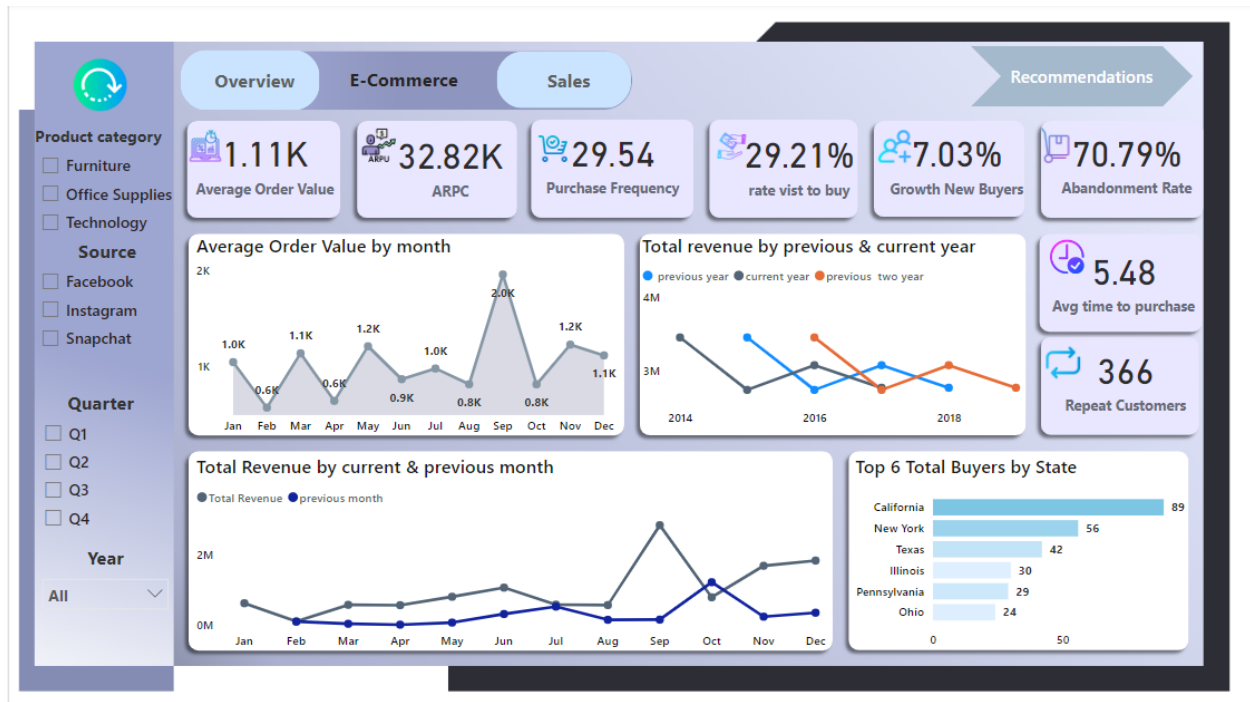 Overview
E-Commerce
Sales
Recommendations
Product category
Furniture
Office Supplies
Technology
Source
Facebook
Instagram
Snapchat
Quarter
Q1
Q2
Q3
Q4
Year
All
1.11K
Average Order Value
ARPU
32.82K
ARPC
29.54
Purchase Frequency
29.21%
rate vist to buy
7.03%
Growth New Buyers
70.79%
Abandonment Rate
Average Order Value by month
2K
1K
1.0K
0.6K
1.1K
0.6K
1.2K
0.9K
1.0K
0.8K
2.0K
0.8K
1.2K
1.1K
Jan Feb Mar Apr May Jun Jul Aug Sep Oct Nov Dec
Total revenue by previous & current year
previous year current year previous two year
4M
3M
2014 2016 2018
5.48
Avg time to purchase
366
Repeat Customers
Total Revenue by current & previous month
Total Revenue previous month
2M
0M
Jan Feb Mar Apr May Jun Jul Aug Sep Oct Nov Dec
Top 6 Total Buyers by State
California 89
New York 56
Texas 42
Illinois 30
Pennsylvania 29
Ohio 24
0 50